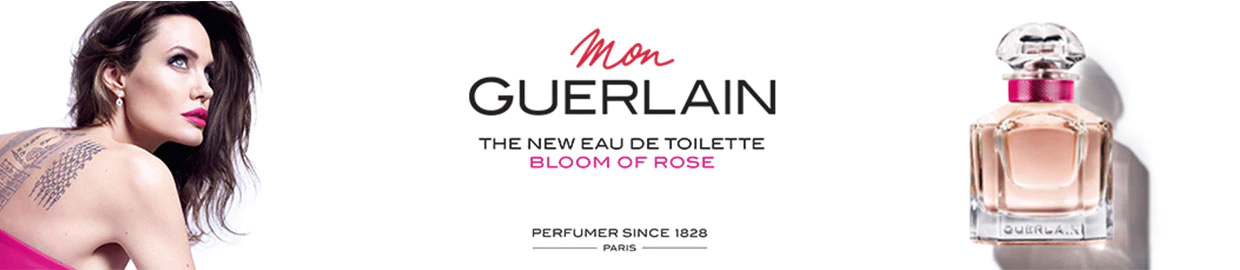 Mon
GUERLAIN
THE NEW EAU DE TOILETTE
BLOOM OF ROSE
PERFUMER SINCE 1828
PARIS
GUERLAIN